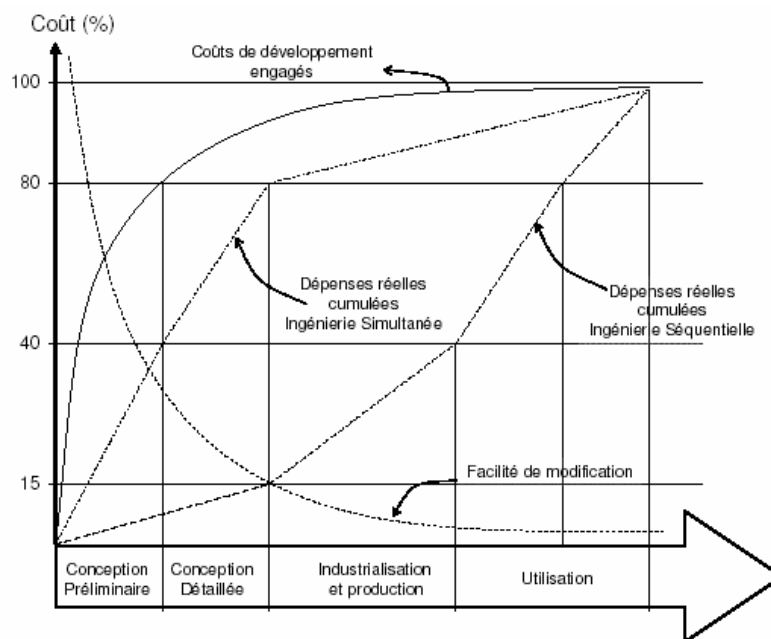 Coût (%)
Coûts de développement
engagés
100
80
Dépenses réelles
cumulées
Ingénierie Simultanée
Dépenses réelles
cumulées
Ingénierie Séquentielle
40
15
Facilité de modification
Conception
Préliminaire
Conception
Détaillée
Industrialisation
et production
Utilisation